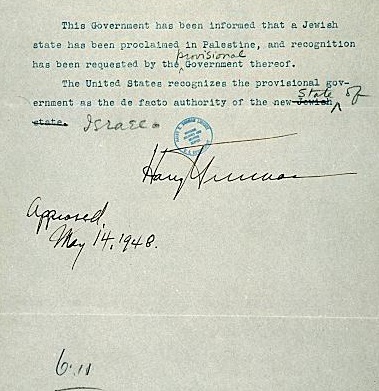 This Government has been informed that a Jewish
state has been proclaimed in Palestine, and recognition
provisional
has been requested by the Government thereof.
The United States recognizes the provisional gov-
State of
ernment as the de facto authority of the new Jewish
state. Israel.
Harry Truman
Approved,
May 14, 1948.
6:11